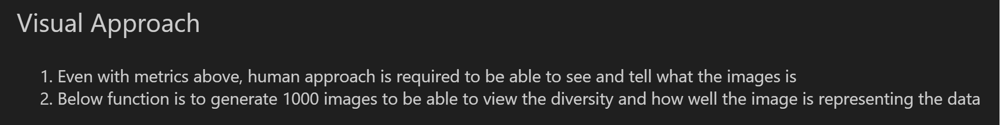 Visual Approach
1. Even with metrics above, human approach is required to be able to see and tell what the images is
2. Below function is to generate 1000 images to be able to view the diversity and how well the image is representing the data